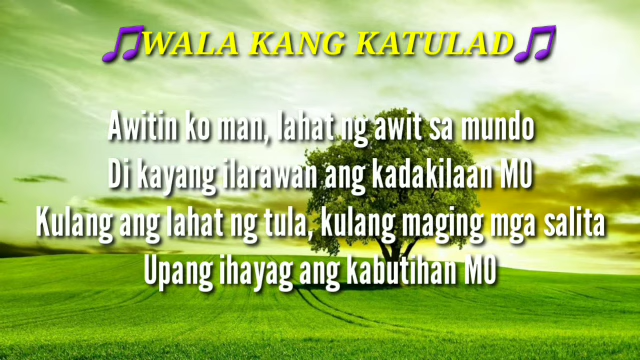 🎵WALA KANG KATULAD🎵
Awitin ko man, lahat ng awit sa mundo
Di kayang ilarawan ang kadakilaan MO
Kulang ang lahat ng tula, kulang maging mga salita
Upang ihayag ang kabutihan MO